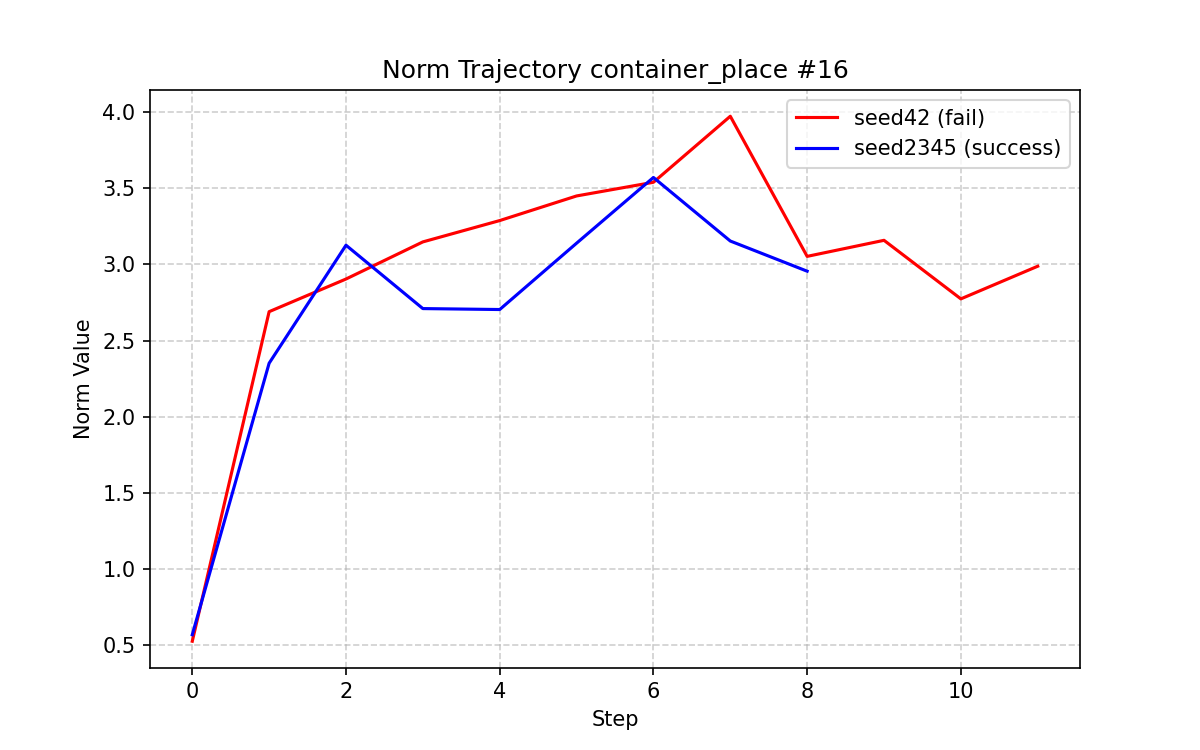 Norm Trajectory container_place #16
seed42 (fail)
seed2345 (success)
4.0
3.5
3.0
2.5
2.0
1.5
1.0
0.5
Norm Value
0 2 4 6 8 10
Step